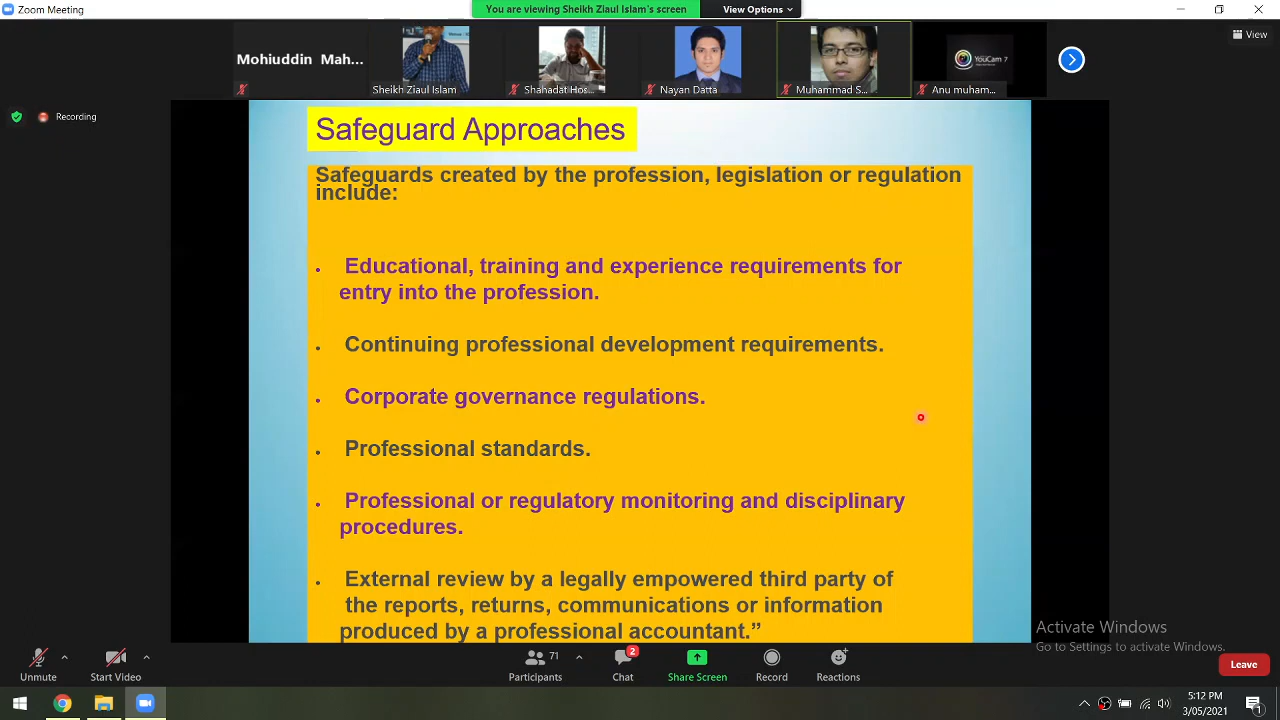 Zoom Meeting
You are viewing Sheikh Ziaul Islam's screen
View Options
View
Mohiuddin Mah...
Sheikh Ziaul Islam
Shahadat Hos...
Nayan Datta
Muhammad S...
YouCam 7
Anu muham...
Recording
Safeguard Approaches
Safeguards created by the profession, legislation or regulation
include:
• Educational, training and experience requirements for
entry into the profession.
• Continuing professional development requirements.
• Corporate governance regulations.
• Professional standards.
• Professional or regulatory monitoring and disciplinary
procedures.
• External review by a legally empowered third party of
the reports, returns, communications or information
produced by a professional accountant.”
Activate Windows
Go to Settings to activate Windows.
Unmute
Start Video
71
Participants
2
Chat
Share Screen
Record
Reactions
Leave
5:12 PM
3/05/2021
1